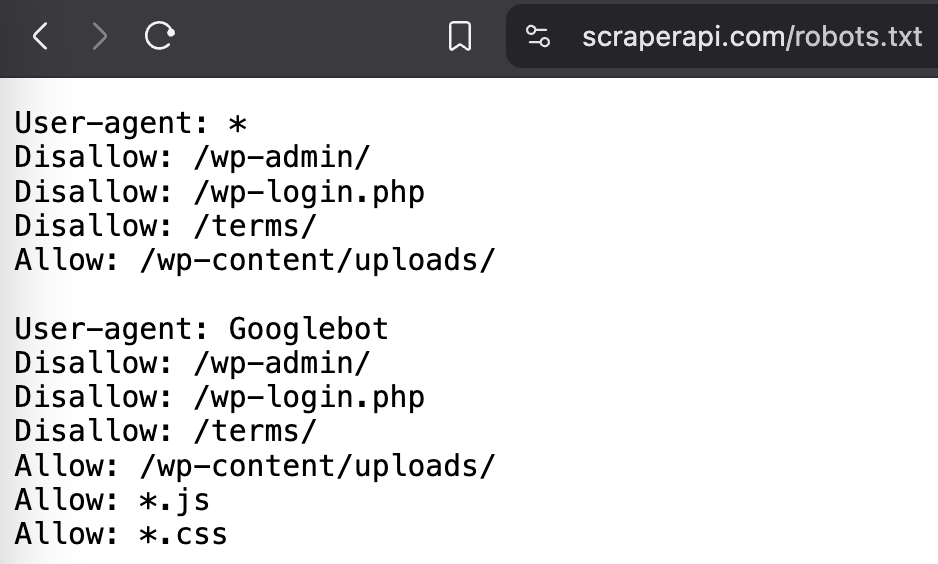 scraperapi.com/robots.txt
User-agent: *
Disallow: /wp-admin/
Disallow: /wp-login.php
Disallow: /terms/
Allow: /wp-content/uploads/
User-agent: Googlebot
Disallow: /wp-admin/
Disallow: /wp-login.php
Disallow: /terms/
Allow: /wp-content/uploads/
Allow: *.js
Allow: *.css